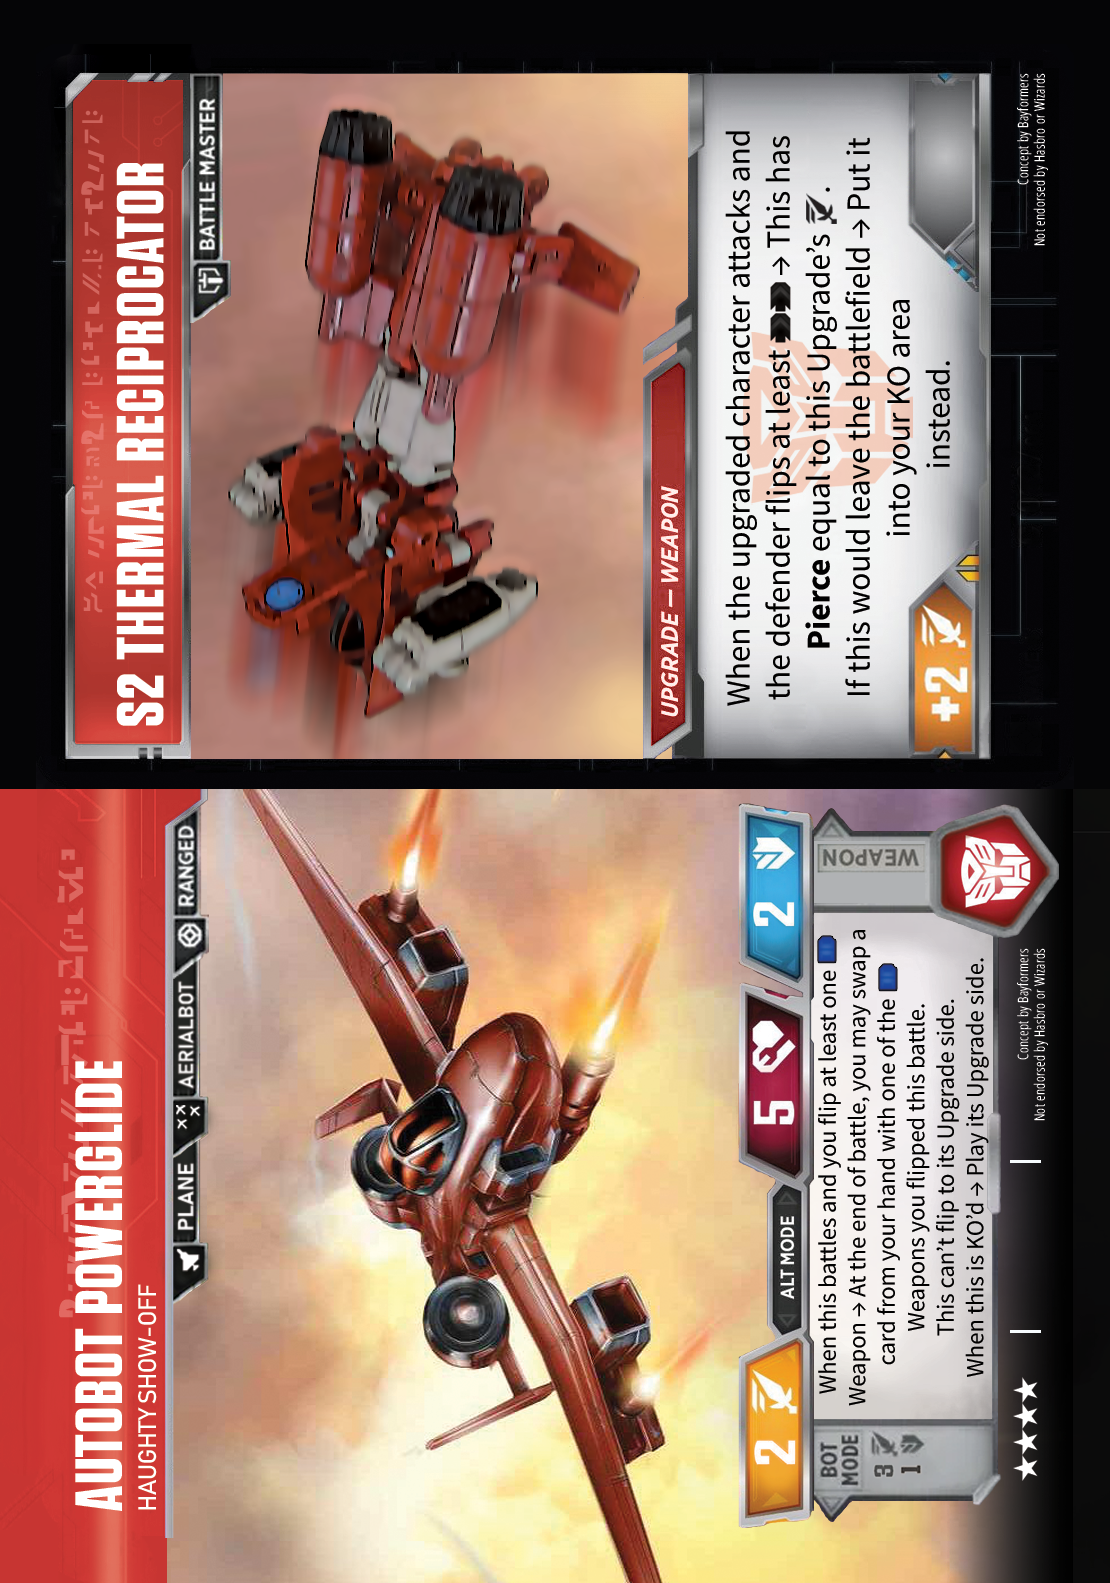 S2 THERMAL RECIPROCATOR
BATTLE MASTER
UPGRADE – WEAPON
When the upgraded character attacks and
the defender flips at least → This has
Pierce equal to this Upgrade's .
If this would leave the battlefield → Put it
into your KO area
instead.
+2
Concept by Bayformers
Not endorsed by Hasbro or Wizards
AUTOBOT POWERGLIDE
HAUGHTY SHOW-OFF
PLANE
AERIALBOT
RANGED
2
ALT MODE
5
2
BOT
MODE
3
1
When this battles and you flip at least one
Weapon → At the end of battle, you may swap a
card from your hand with one of the
Weapons you flipped this battle.
This can't flip to its Upgrade side.
When this is KO'd → Play its Upgrade side.
WEAPON
Concept by Bayformers
Not endorsed by Hasbro or Wizards